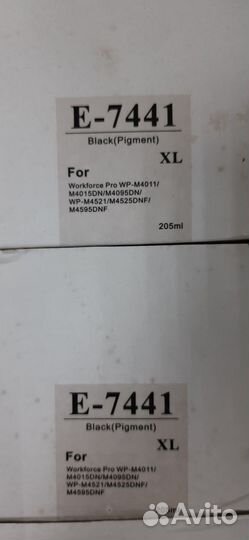 E-7441
Black(Pigment)
XL
For
Workforce Pro WP-M4011/
M4015DN/M4095DN/
WP-M4521/M4525DNF/
M4595DNF
205ml
E-7441
Black(Pigment)
XL
For
Workforce Pro WP-M4011/
M4015DN/M4095DN/
WP-M4521/M4525DNF/
M4595DNF
Avito